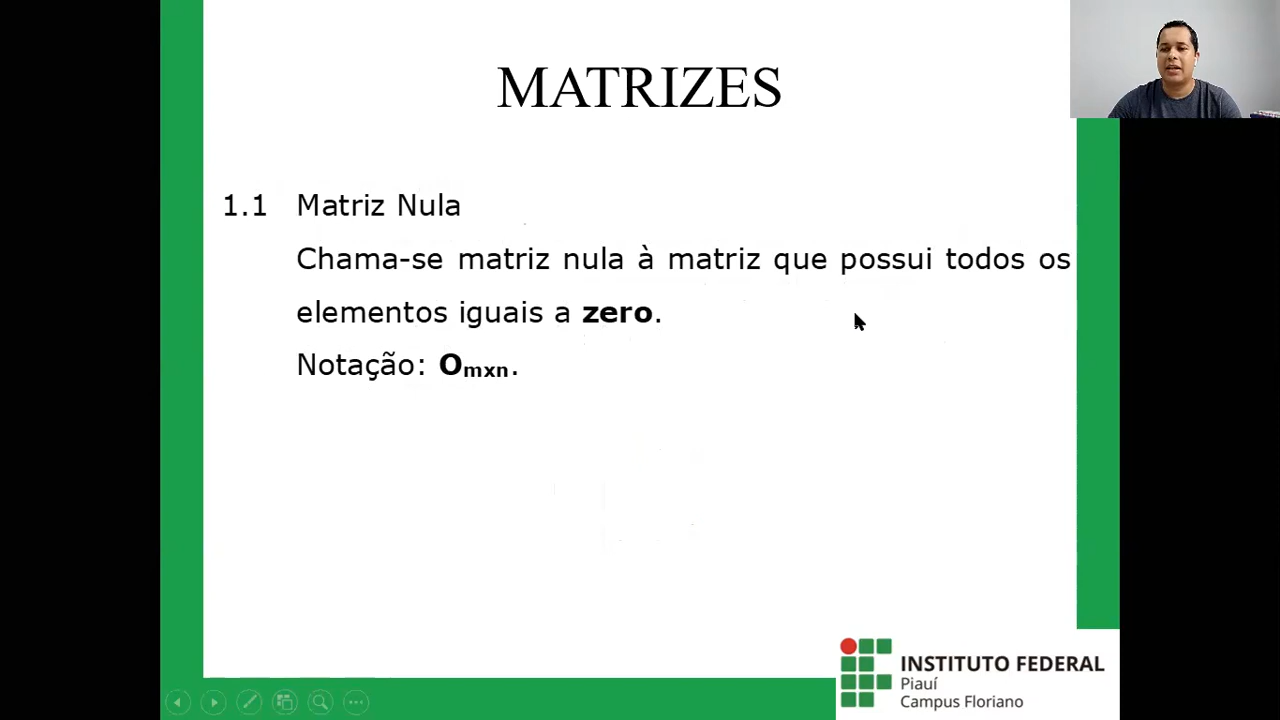 MATRIZES
1.1 Matriz Nula
Chama-se matriz nula à matriz que possui todos os
elementos iguais a zero.
Notação: Omxn.
INSTITUTO FEDERAL
Piauí
Campus Floriano